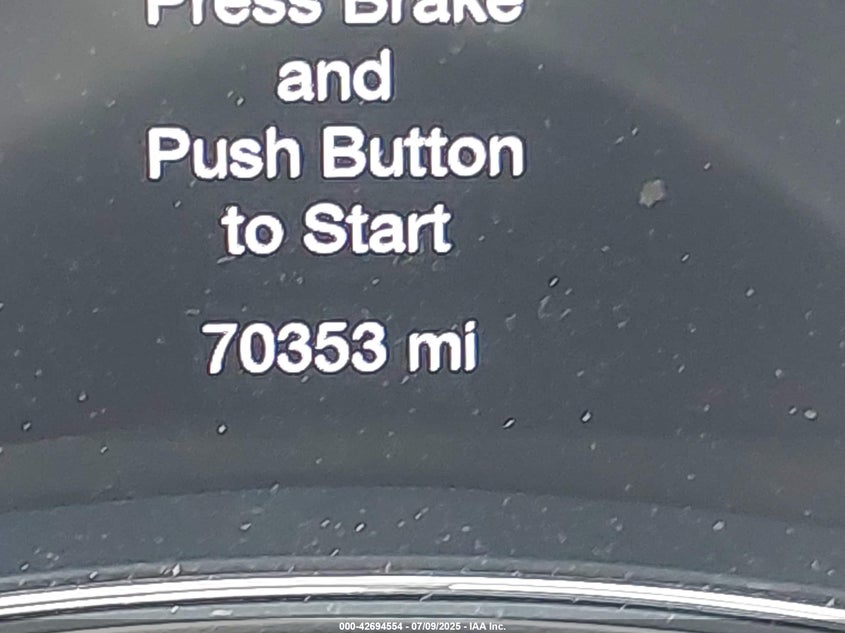 Press Brake
and
Push Button
to Start
70353 mi
000-42694554 - 07/09/2025 - IAA Inc.